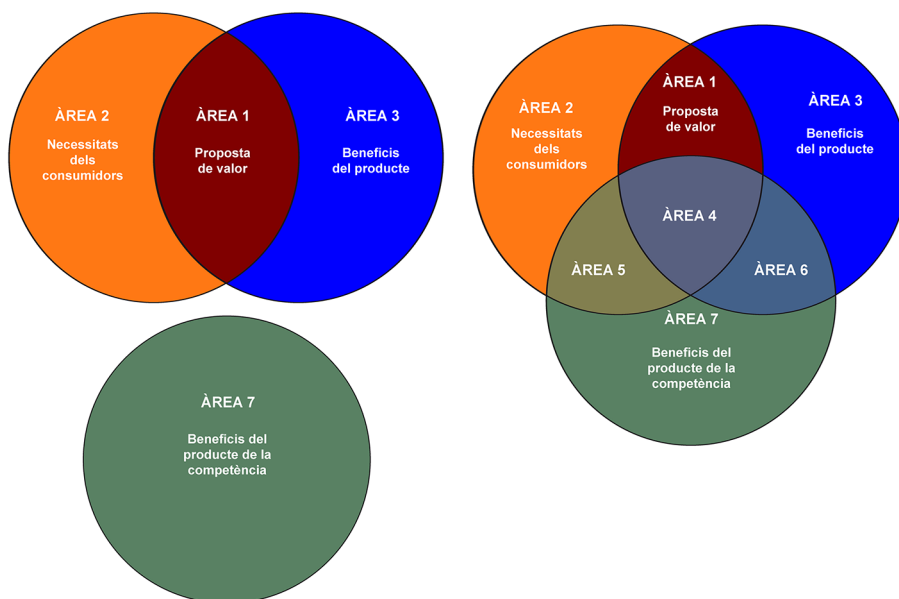 ÀREA 2
Necessitats
dels
consumidors
ÀREA 1
Proposta
de valor
ÀREA 3
Beneficis
del producte
ÀREA 7
Beneficis del
producte de la
competència
ÀREA 2
Necessitats
dels
consumidors
ÀREA 1
Proposta
de valor
ÀREA 3
Beneficis
del producte
ÀREA 4
ÀREA 5
ÀREA 6
ÀREA 7
Beneficis del
producte de la
competència